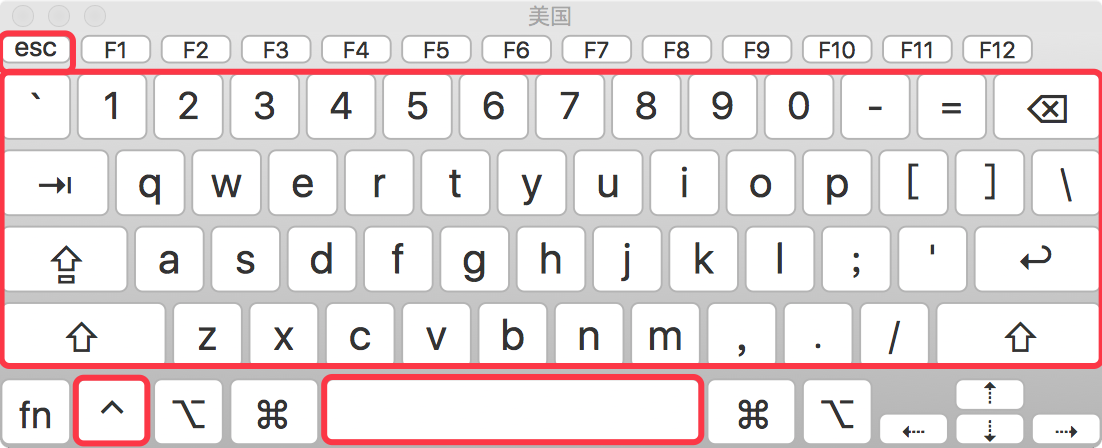 美国
esc F1 F2 F3 F4 F5 F6 F7 F8 F9 F10 F11 F12
` 1 2 3 4 5 6 7 8 9 0 - = ⌫
⇥ q w e r t y u i o p [ ] \
⇪ a s d f g h j k l ; ' ↩
⇧ z x c v b n m , . / ⇧
fn ^ ⌥ ⌘ ⌘ ⌥ ⇠ ⇡ ⇣ ⇢